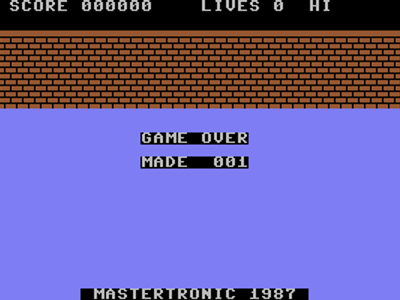 SCORE 000000 LIVES 0 HI
GAME OVER
MADE 001
MASTERTRONIC 1987